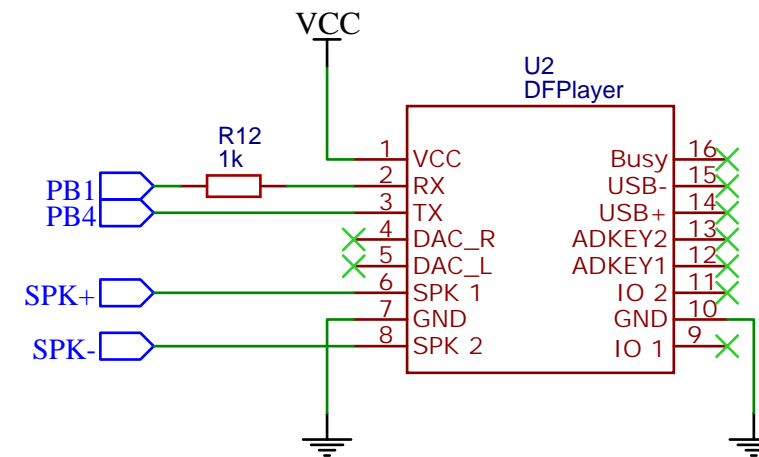 VCC
U2
DFPlayer
R12
1k
PB1
PB4
SPK+
SPK-
1 VCC
2 RX
3 TX
4 DAC_R
5 DAC_L
6 SPK 1
7 GND
8 SPK 2
Busy 16
USB- 15
USB+ 14
ADKEY2 13
ADKEY1 12
IO 2 11
GND 10
IO 1 9